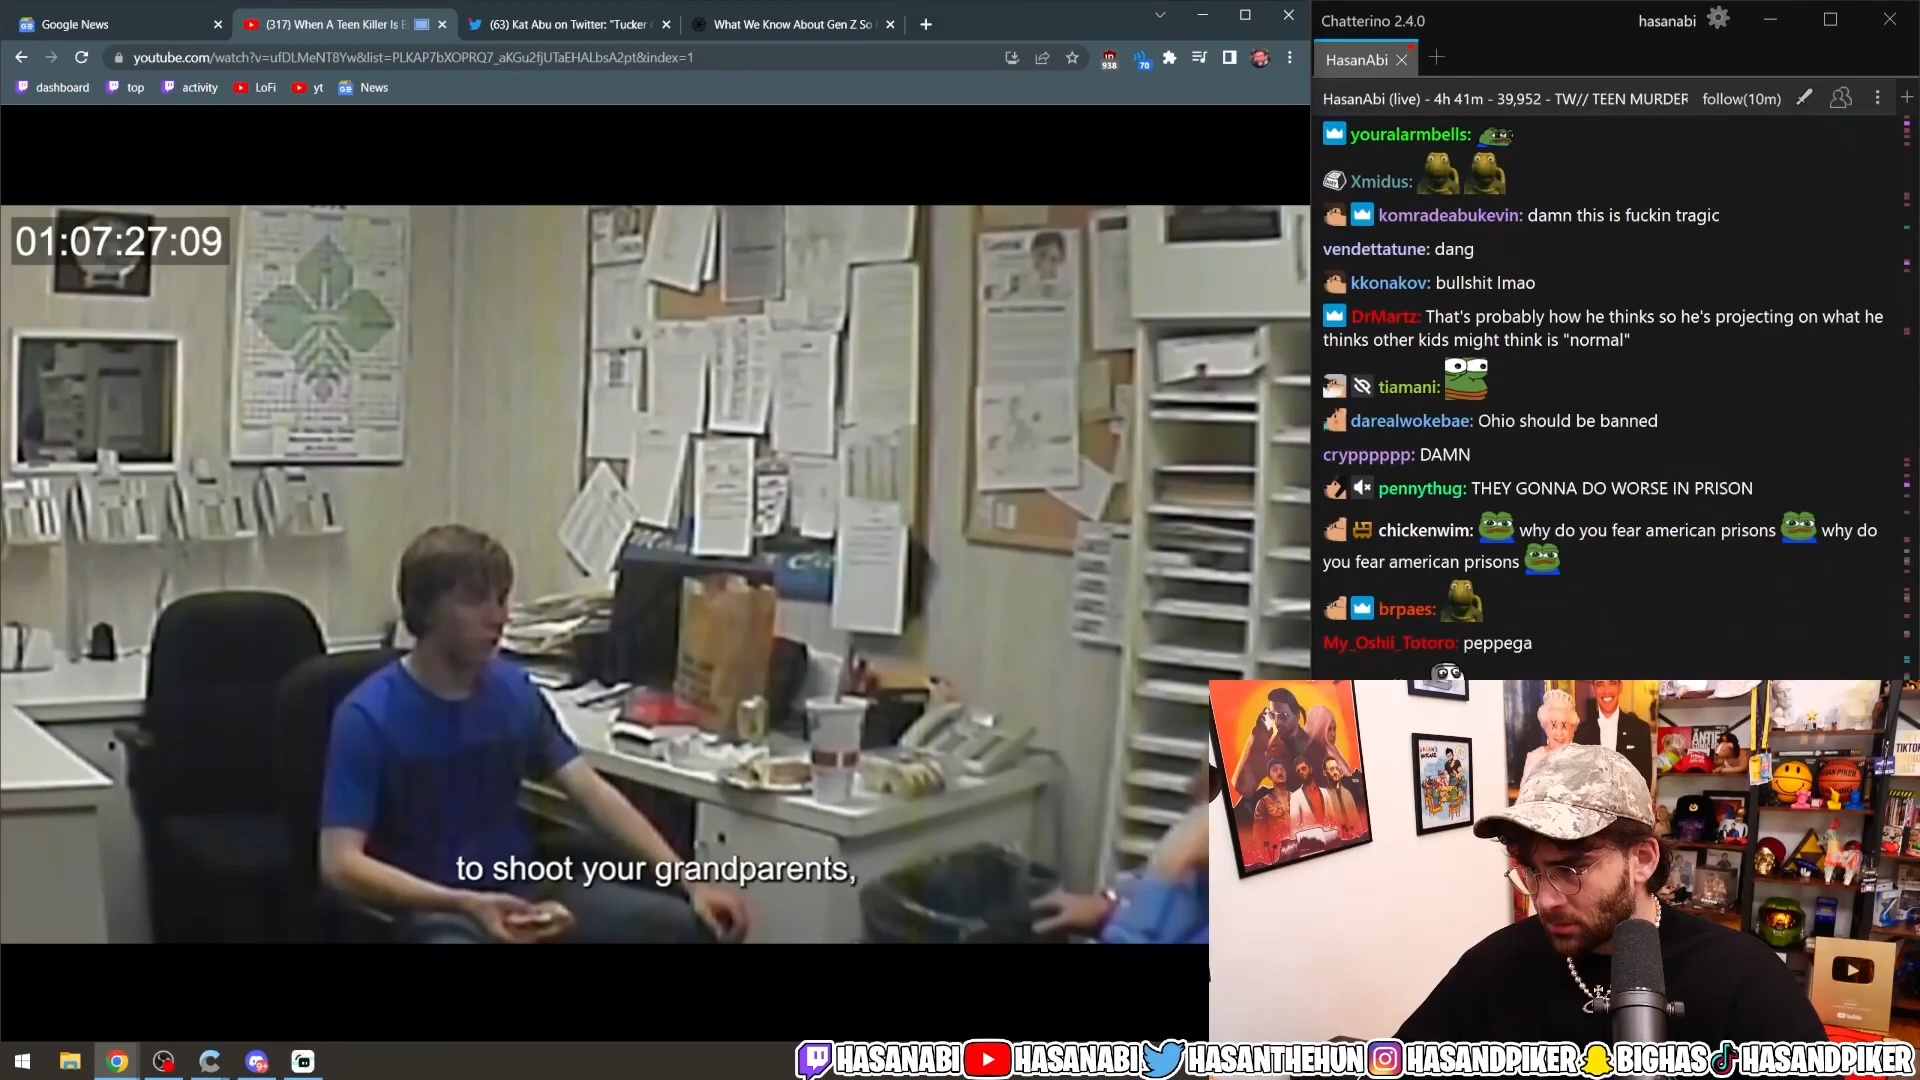 Google News
(317) When A Teen Killer Is
(63) Kat Abu on Twitter: "Tucker
What We Know About Gen Z So
youtube.com/watch?v=ufDLMeNT8Yw&list=PLKAP7bXOPRQ7_aKGu2fjUTaEHALbsA2pt&index=1
938
70
dashboard
top
activity
LoFi
yt
News
01:07:27:09
to shoot your grandparents,
Chatterino 2.4.0
hasanabi
HasanAbi
HasanAbi (live) - 4h 41m - 39,952 - TW// TEEN MURDER
follow(10m)
youralarmbells:
Xmidus:
komradeabukevin: damn this is fuckin tragic
vendettatune: dang
kkonakov: bullshit lmao
DrMartz: That's probably how he thinks so he's projecting on what he
thinks other kids might think is "normal"
tiamani:
darealwokebae: Ohio should be banned
crypppppp: DAMN
pennythug: THEY GONNA DO WORSE IN PRISON
chickenwim: why do you fear american prisons why do
you fear american prisons
brpaes:
My_Oshii_Totoro: peppega
HASANABI HASANABI HASANTHEHUN HASANDPIKER BIGHAS HASANDPIKER